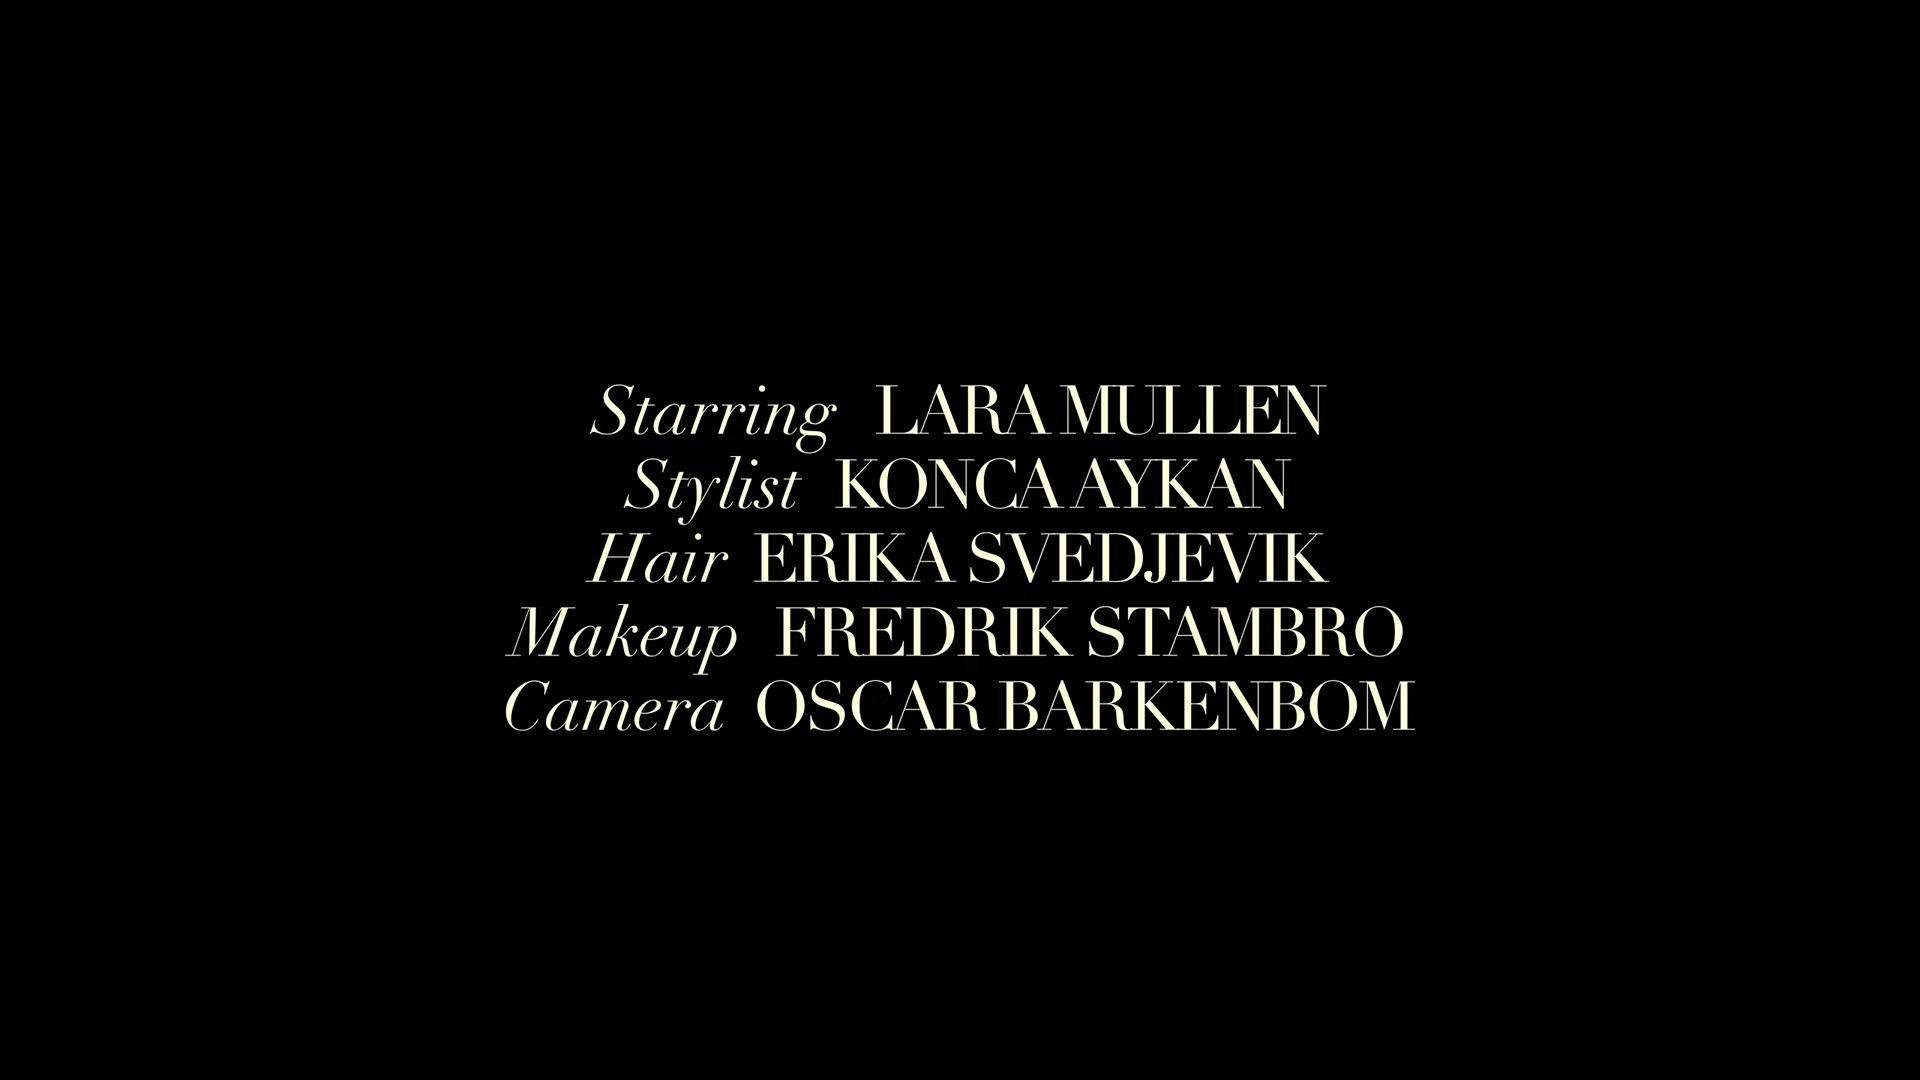 Starring LARA MULLEN
Stylist KONCA AYKAN
Hair ERIKA SVEDJEVIK
Makeup FREDRIK STAMBRO
Camera OSCAR BARKENBOM